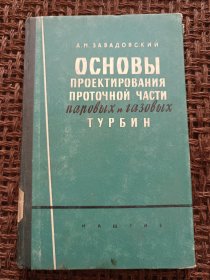 А.Н. ЗАВАДОВСКИЙ
ОСНОВЫ
ПРОЕКТИРОВАНИЯ
ПРОТОЧНОЙ ЧАСТИ
паровых и газовых
ТУРБИН
МАШГИЗ